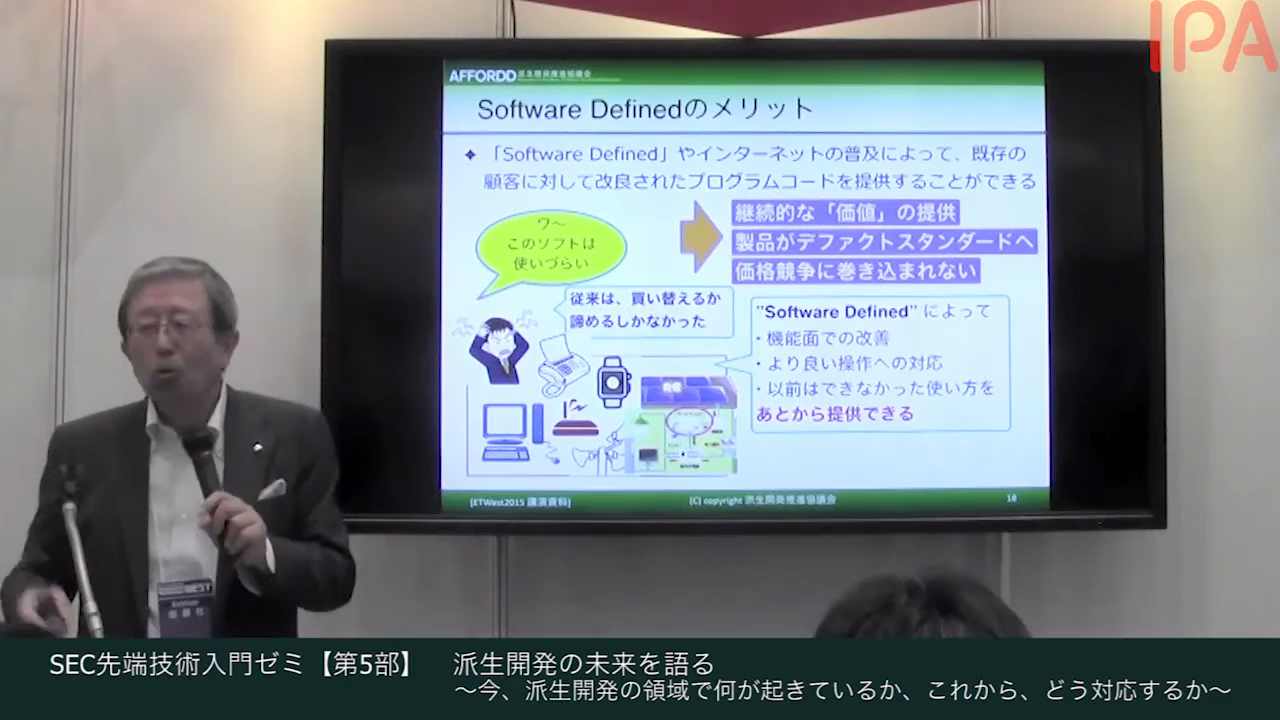 IPA
AFFORDD 派生開発推進協議会
Software Definedのメリット
「Software Defined」やインターネットの普及によって、既存の
顧客に対して改良されたプログラムコードを提供することができる
継続的な「価値」の提供
製品がデファクトスタンダードへ
価格競争に巻き込まれない
ワ〜
このソフトは
使いづらい
従来は、買い替えるか
諦めるしかなかった
"Software Defined" によって
・機能面での改善
・より良い操作への対応
・以前はできなかった使い方を
あとから提供できる
[ETWest2015 講演資料]
(C) copyright 派生開発推進協議会
18
SEC先端技術入門ゼミ【第5部】 派生開発の未来を語る
〜今、派生開発の領域で何が起きているか、これから、どう対応するか〜